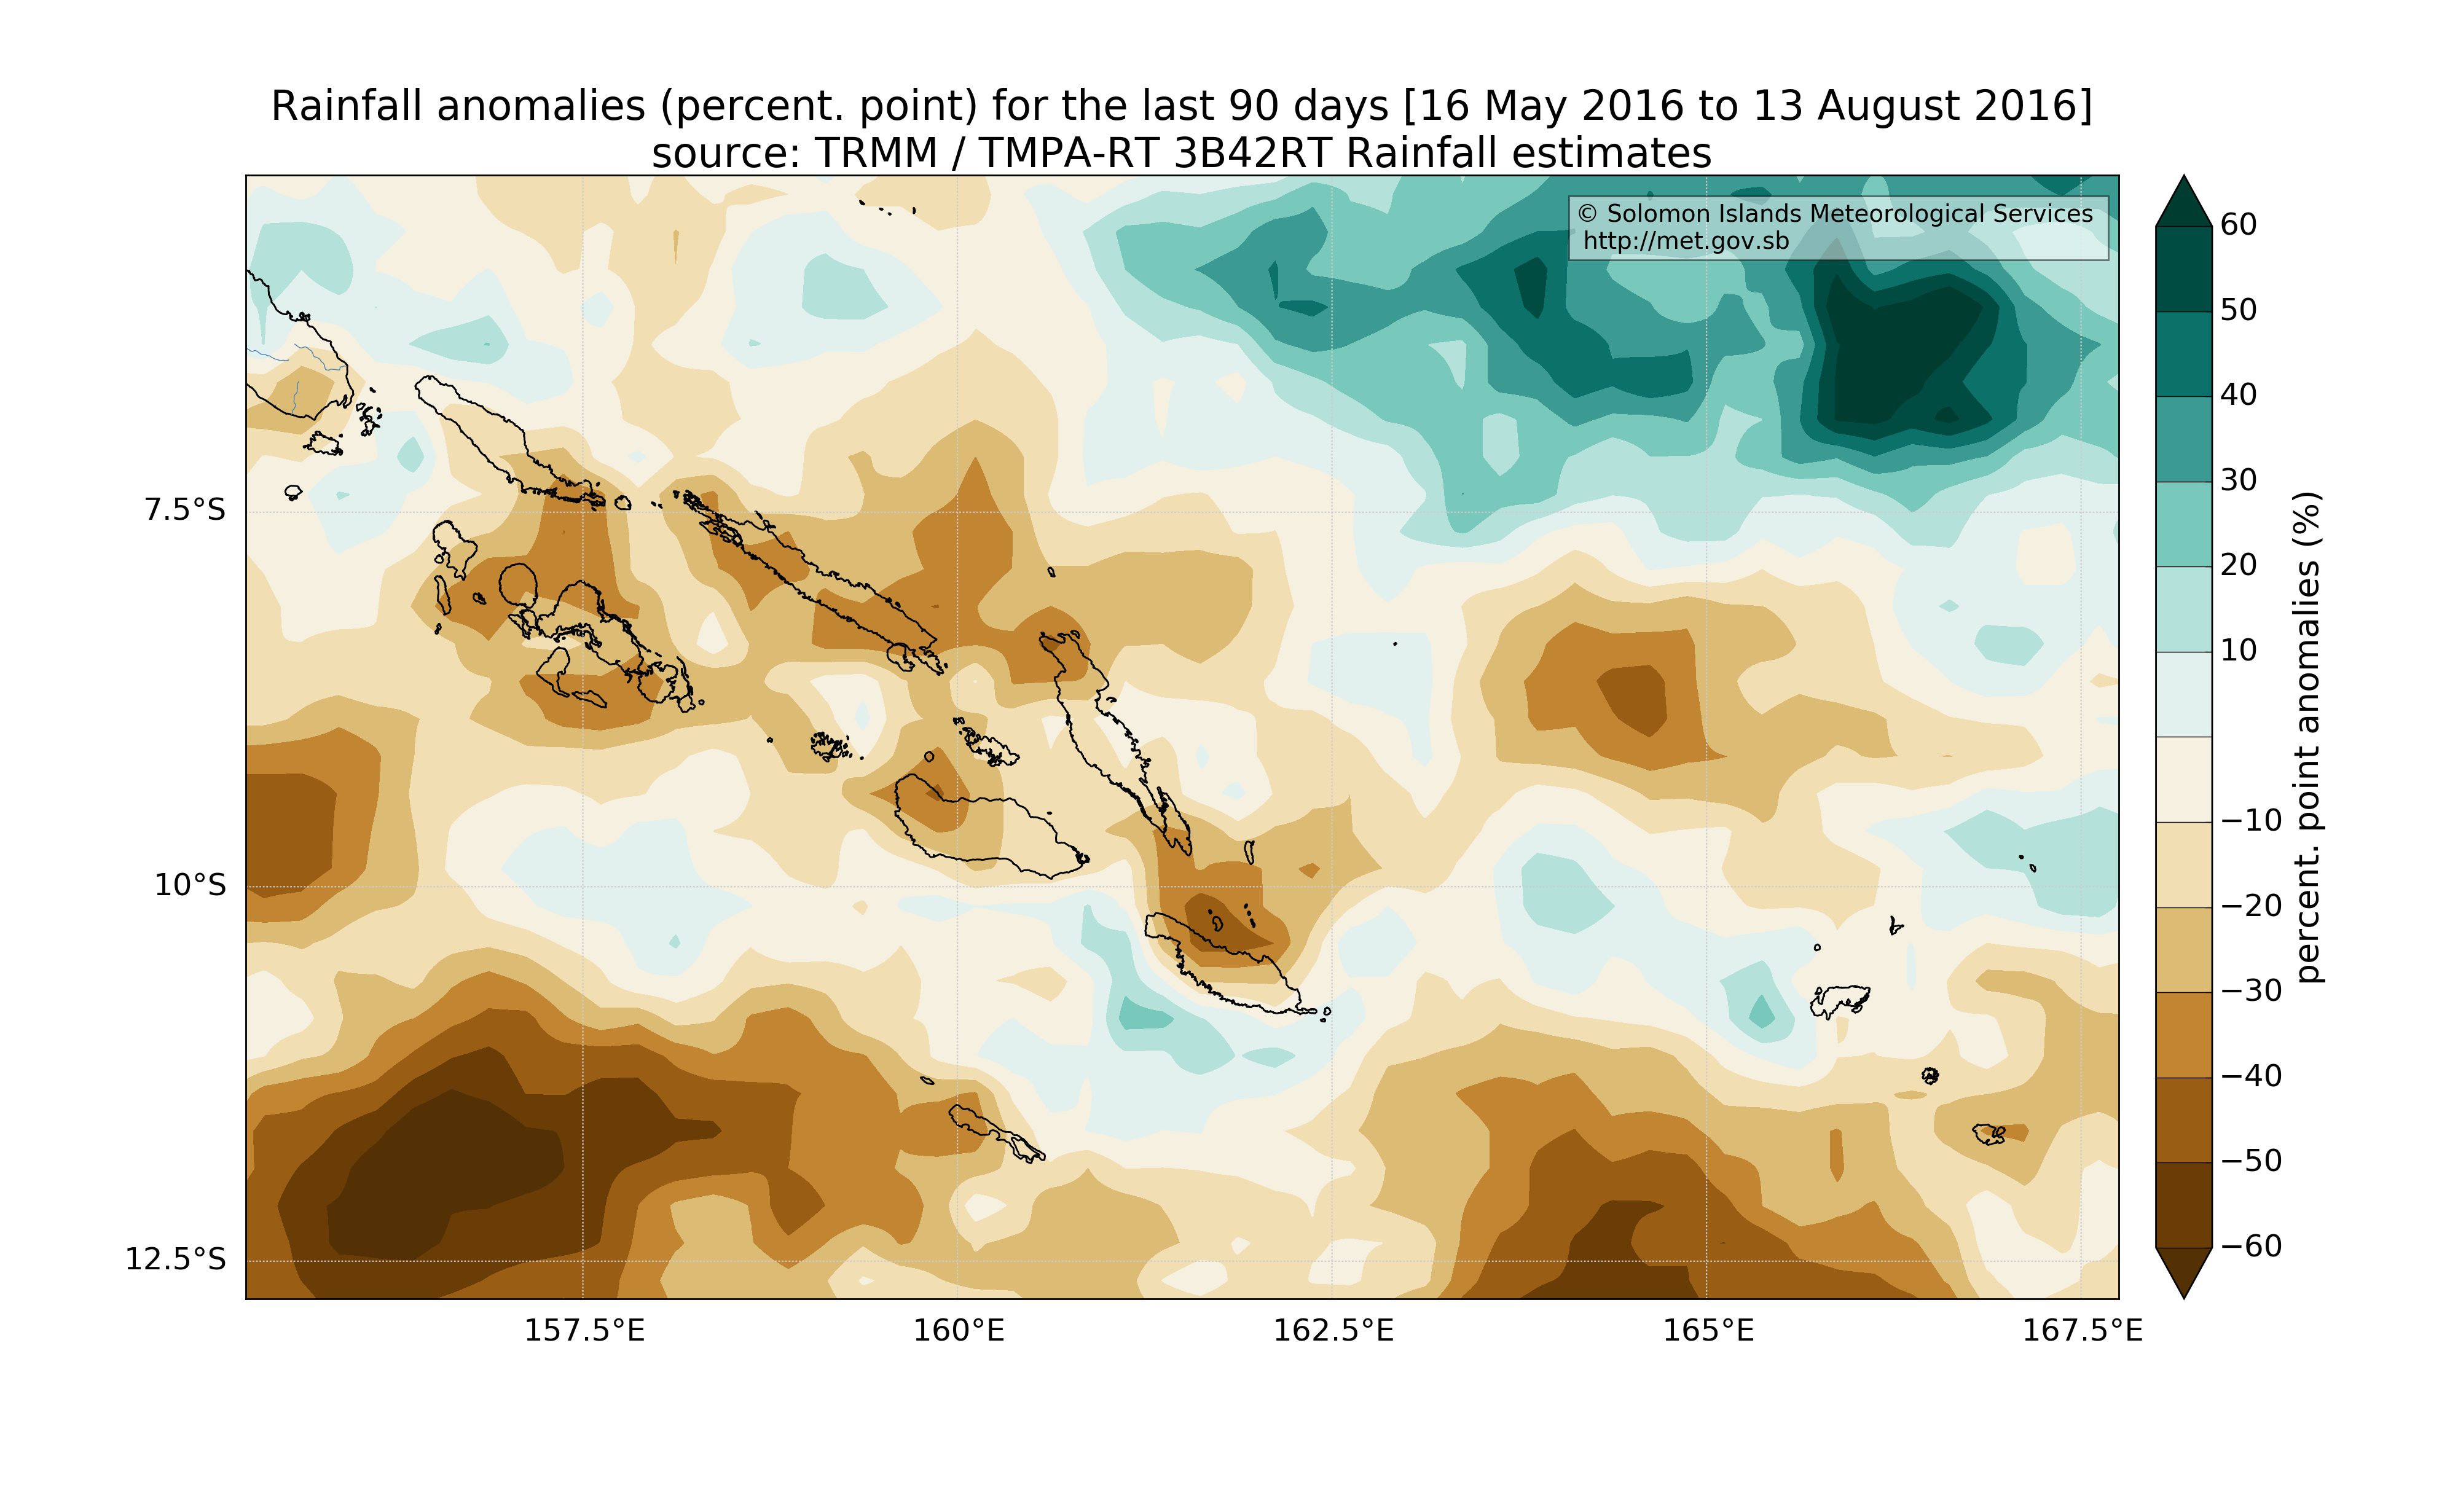 Rainfall anomalies (percent. point) for the last 90 days [16 May 2016 to 13 August 2016]
source: TRMM / TMPA-RT 3B42RT Rainfall estimates
© Solomon Islands Meteorological Services
http://met.gov.sb
7.5°S
10°S
12.5°S
157.5°E
160°E
162.5°E
165°E
167.5°E
60
50
40
30
20
10
−10
−20
−30
−40
−50
−60
percent. point anomalies (%)